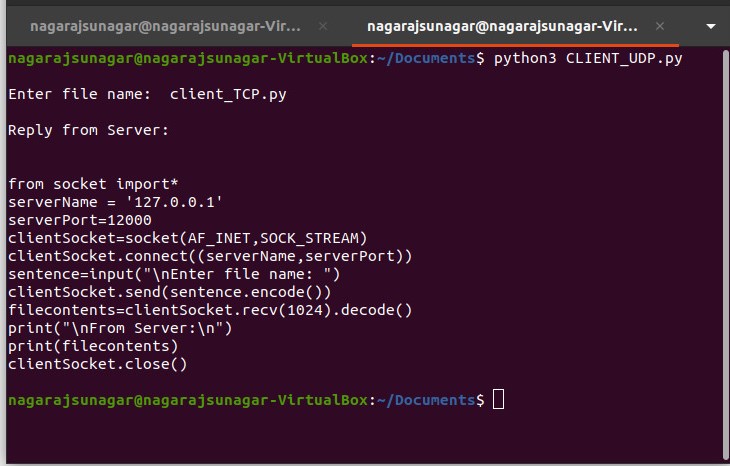 nagarajsunagar@nagarajsunagar-Vir...
nagarajsunagar@nagarajsunagar-Vir...
nagarajsunagar@nagarajsunagar-VirtualBox:~/Documents$ python3 CLIENT_UDP.py
Enter file name:  client_TCP.py
Reply from Server:
from socket import*
serverName = '127.0.0.1'
serverPort=12000
clientSocket=socket(AF_INET,SOCK_STREAM)
clientSocket.connect((serverName,serverPort))
sentence=input("\nEnter file name: ")
clientSocket.send(sentence.encode())
filecontents=clientSocket.recv(1024).decode()
print("\nFrom Server:\n")
print(filecontents)
clientSocket.close()
nagarajsunagar@nagarajsunagar-VirtualBox:~/Documents$